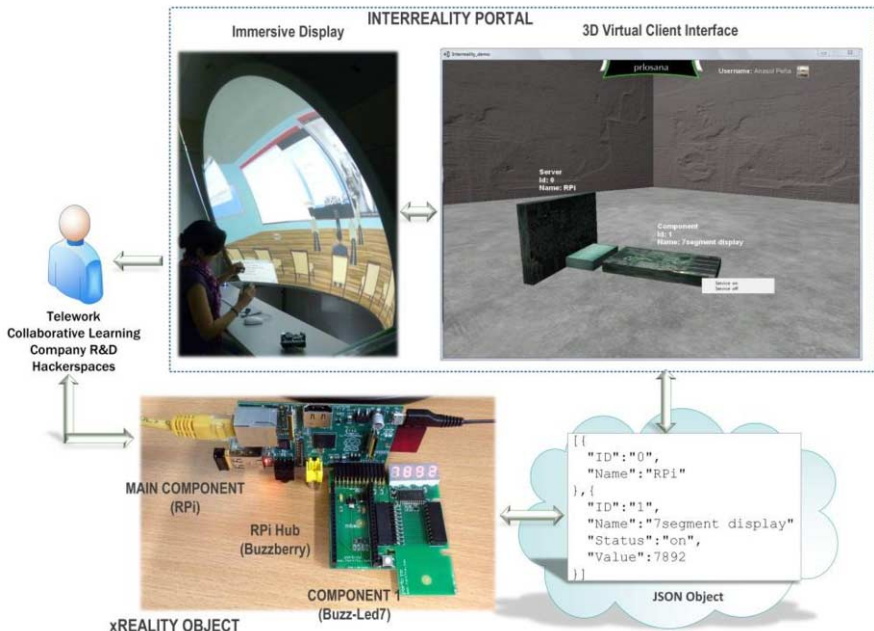 INTERREALITY PORTAL
Immersive Display
3D Virtual Client Interface
Interreality_demo
prlosana
Username: Anasol Peña
Server
Id: 0
Name: RPi
Component
Id: 1
Name: 7segment display
Service on
Service off
Telework
Collaborative Learning
Company R&D
Hackerspaces
MAIN COMPONENT
(RPi)
7892
RPi Hub
(Buzzberry)
COMPONENT 1
(Buzz-Led7)
xREALITY OBJECT
[{
"ID":"0",
"Name":"RPi"
},{
"ID":"1",
"Name":"7segment display"
"Status":"on",
"Value":7892
}]
JSON Object